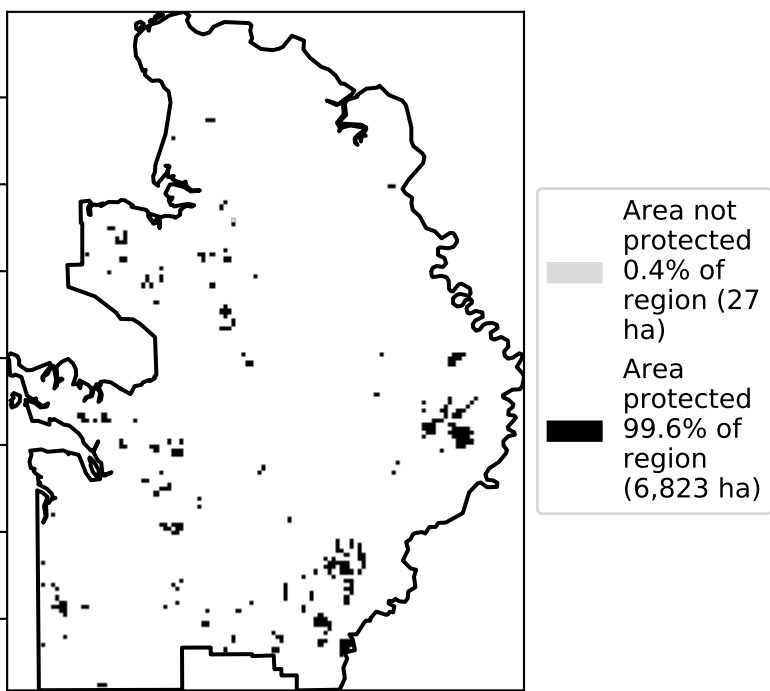 Area not
protected
0.4% of
region (27
ha)
Area
protected
99.6% of
region
(6,823 ha)